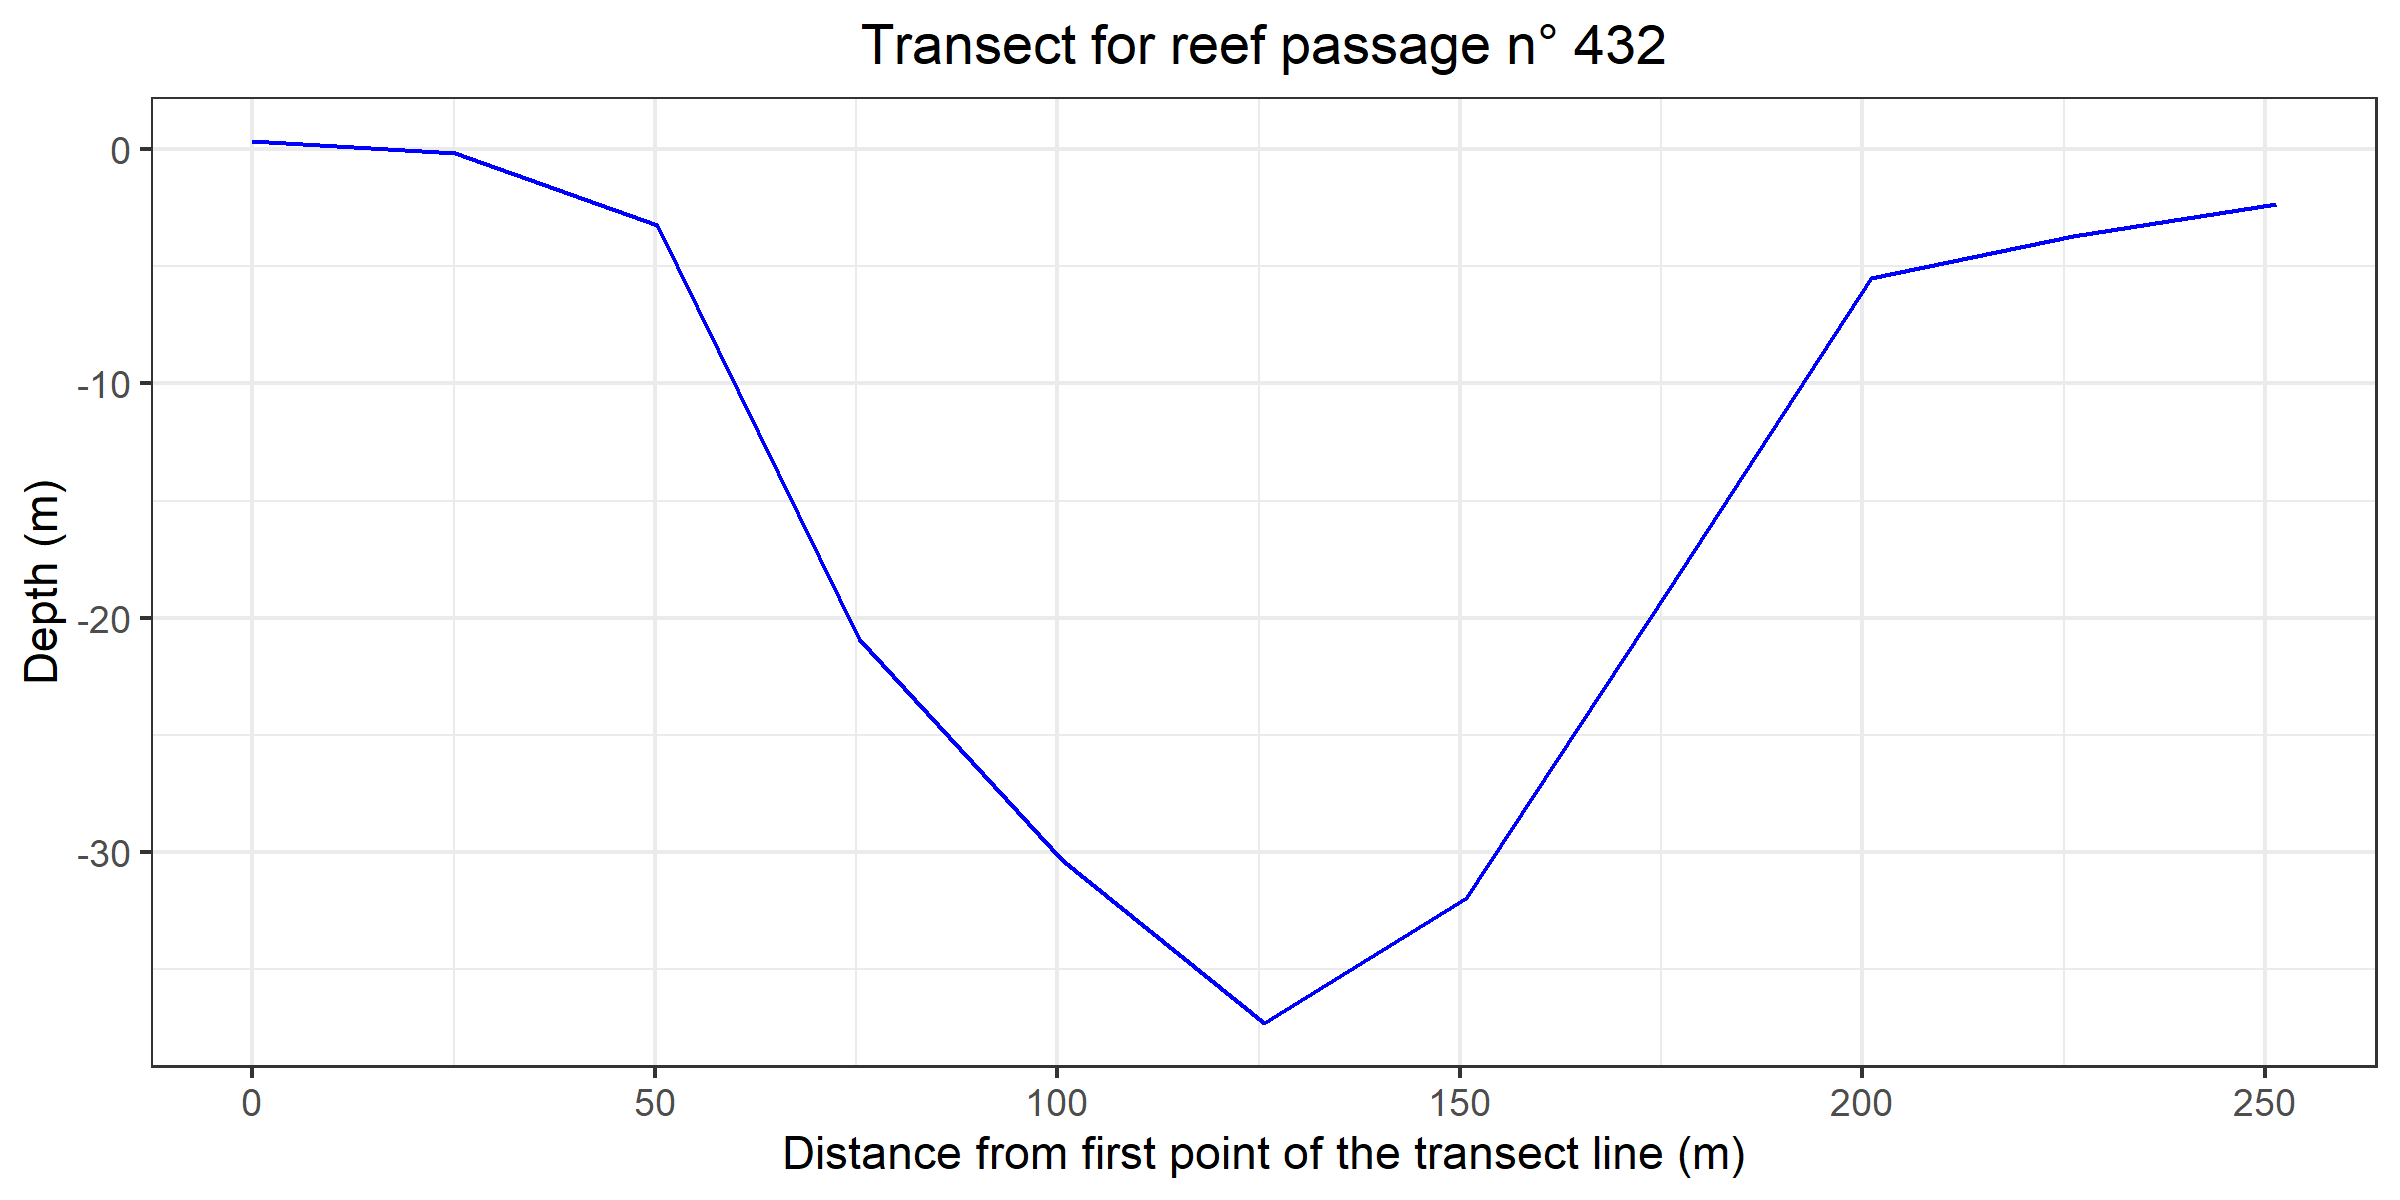 Transect for reef passage n° 432
0
-10
-20
-30
Depth (m)
0 50 100 150 200 250
Distance from first point of the transect line (m)